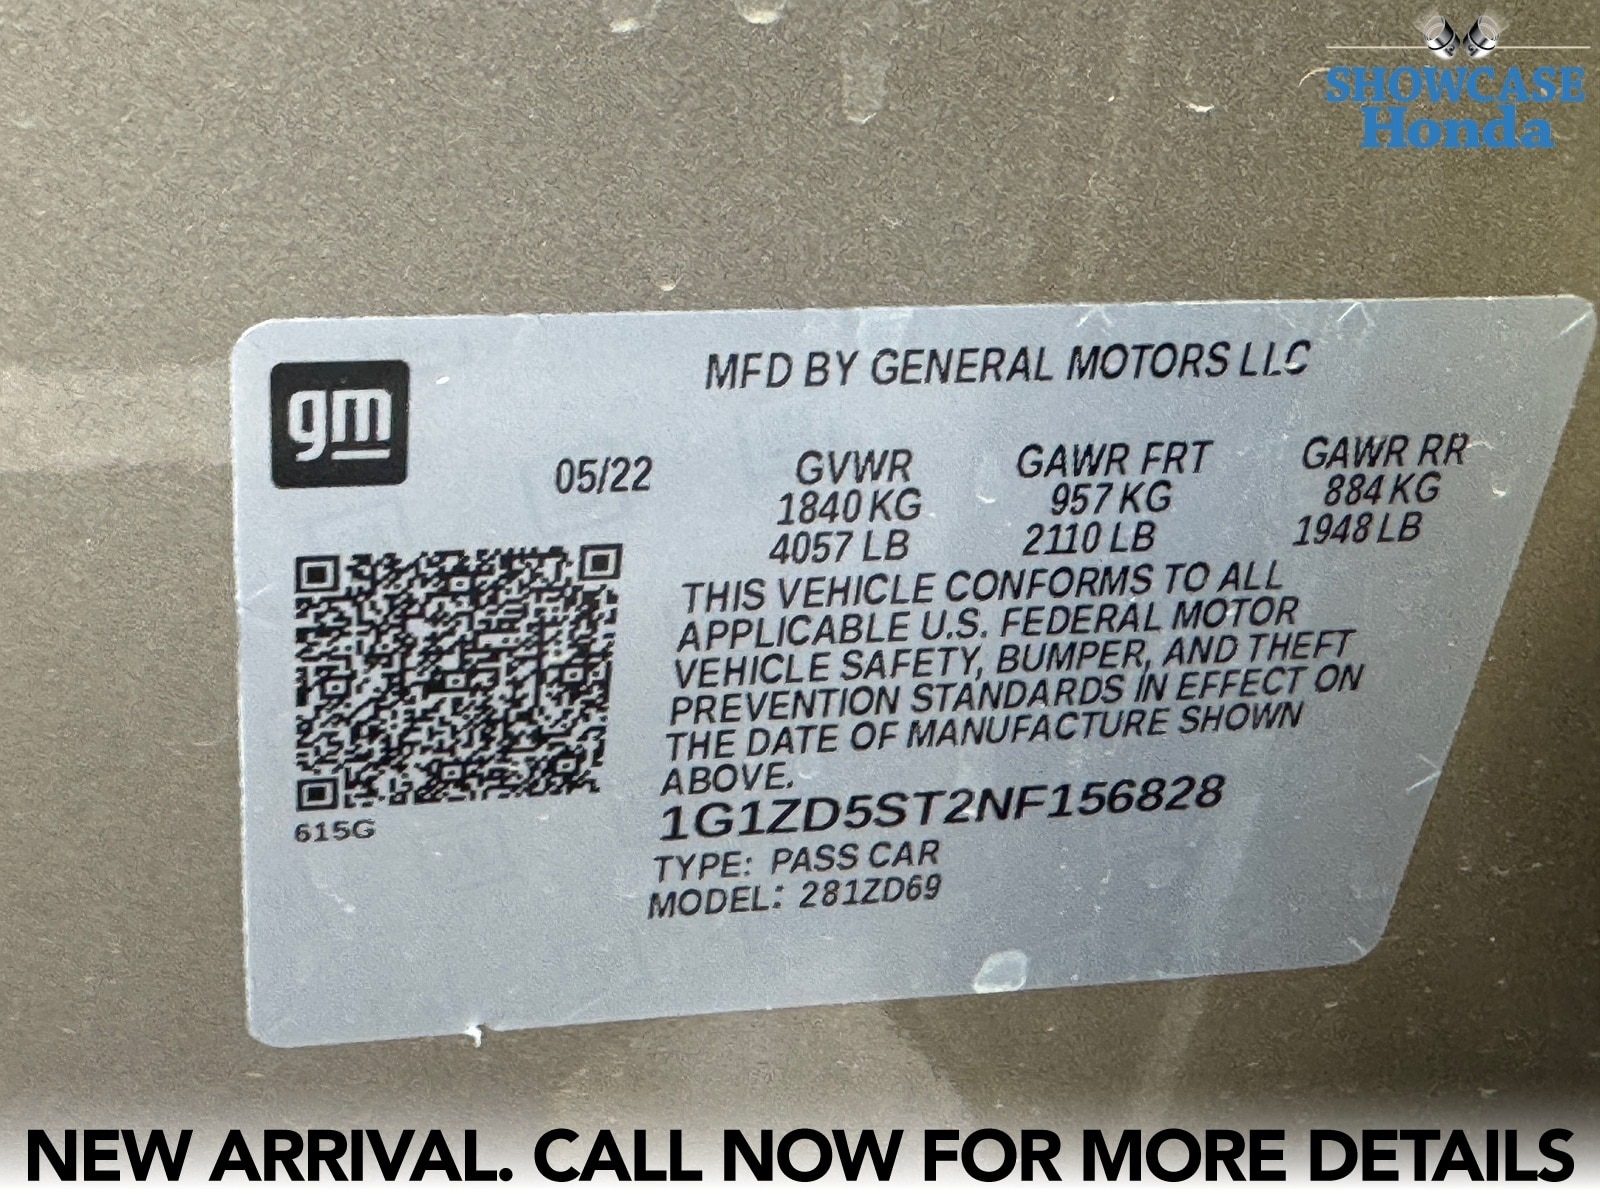 SHOWCASE
Honda
gm
MFD BY GENERAL MOTORS LLC
05/22 GVWR GAWR FRT GAWR RR
1840 KG 957 KG 884 KG
4057 LB 2110 LB 1948 LB
THIS VEHICLE CONFORMS TO ALL
APPLICABLE U.S. FEDERAL MOTOR
VEHICLE SAFETY, BUMPER, AND THEFT
PREVENTION STANDARDS IN EFFECT ON
THE DATE OF MANUFACTURE SHOWN
ABOVE.
1G1ZD5ST2NF156828
615G
TYPE: PASS CAR
MODEL: 281ZD69
NEW ARRIVAL. CALL NOW FOR MORE DETAILS